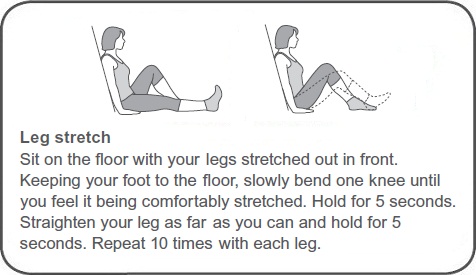 Leg stretch
Sit on the floor with your legs stretched out in front.
Keeping your foot to the floor, slowly bend one knee until
you feel it being comfortably stretched. Hold for 5 seconds.
Straighten your leg as far as you can and hold for 5
seconds. Repeat 10 times with each leg.